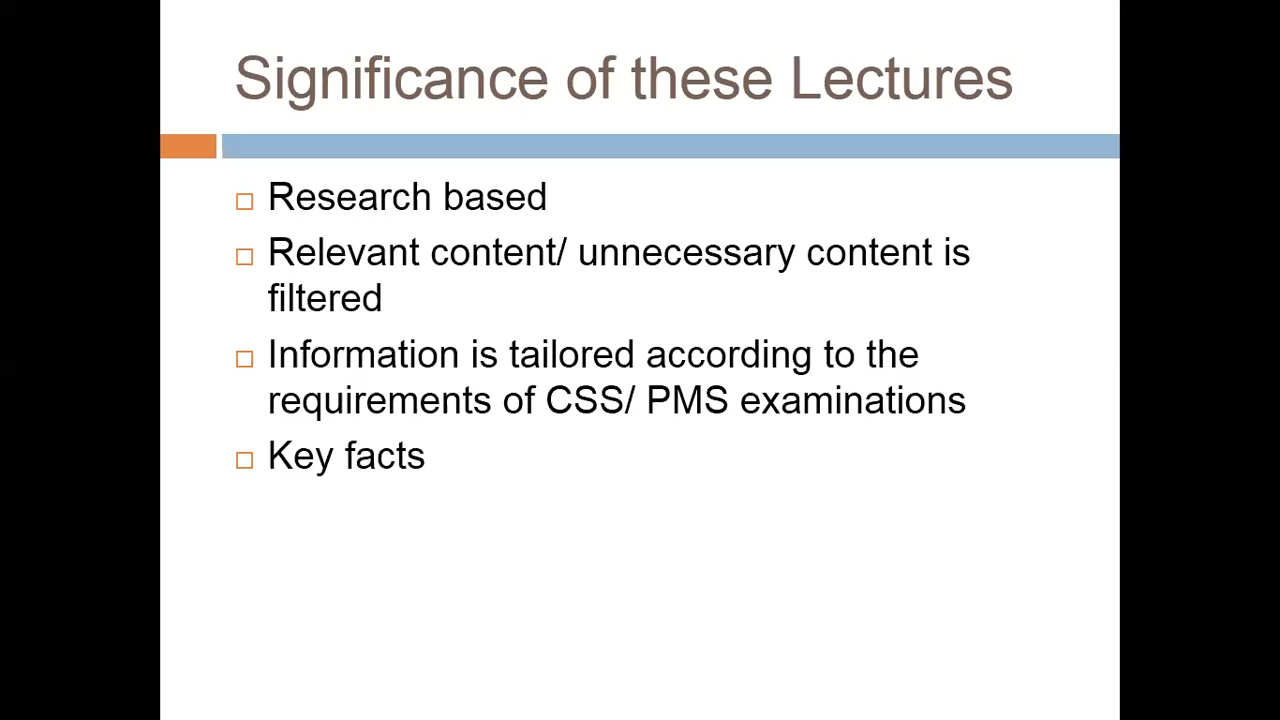 Significance of these Lectures
Research based
Relevant content/ unnecessary content is
filtered
Information is tailored according to the
requirements of CSS/ PMS examinations
Key facts